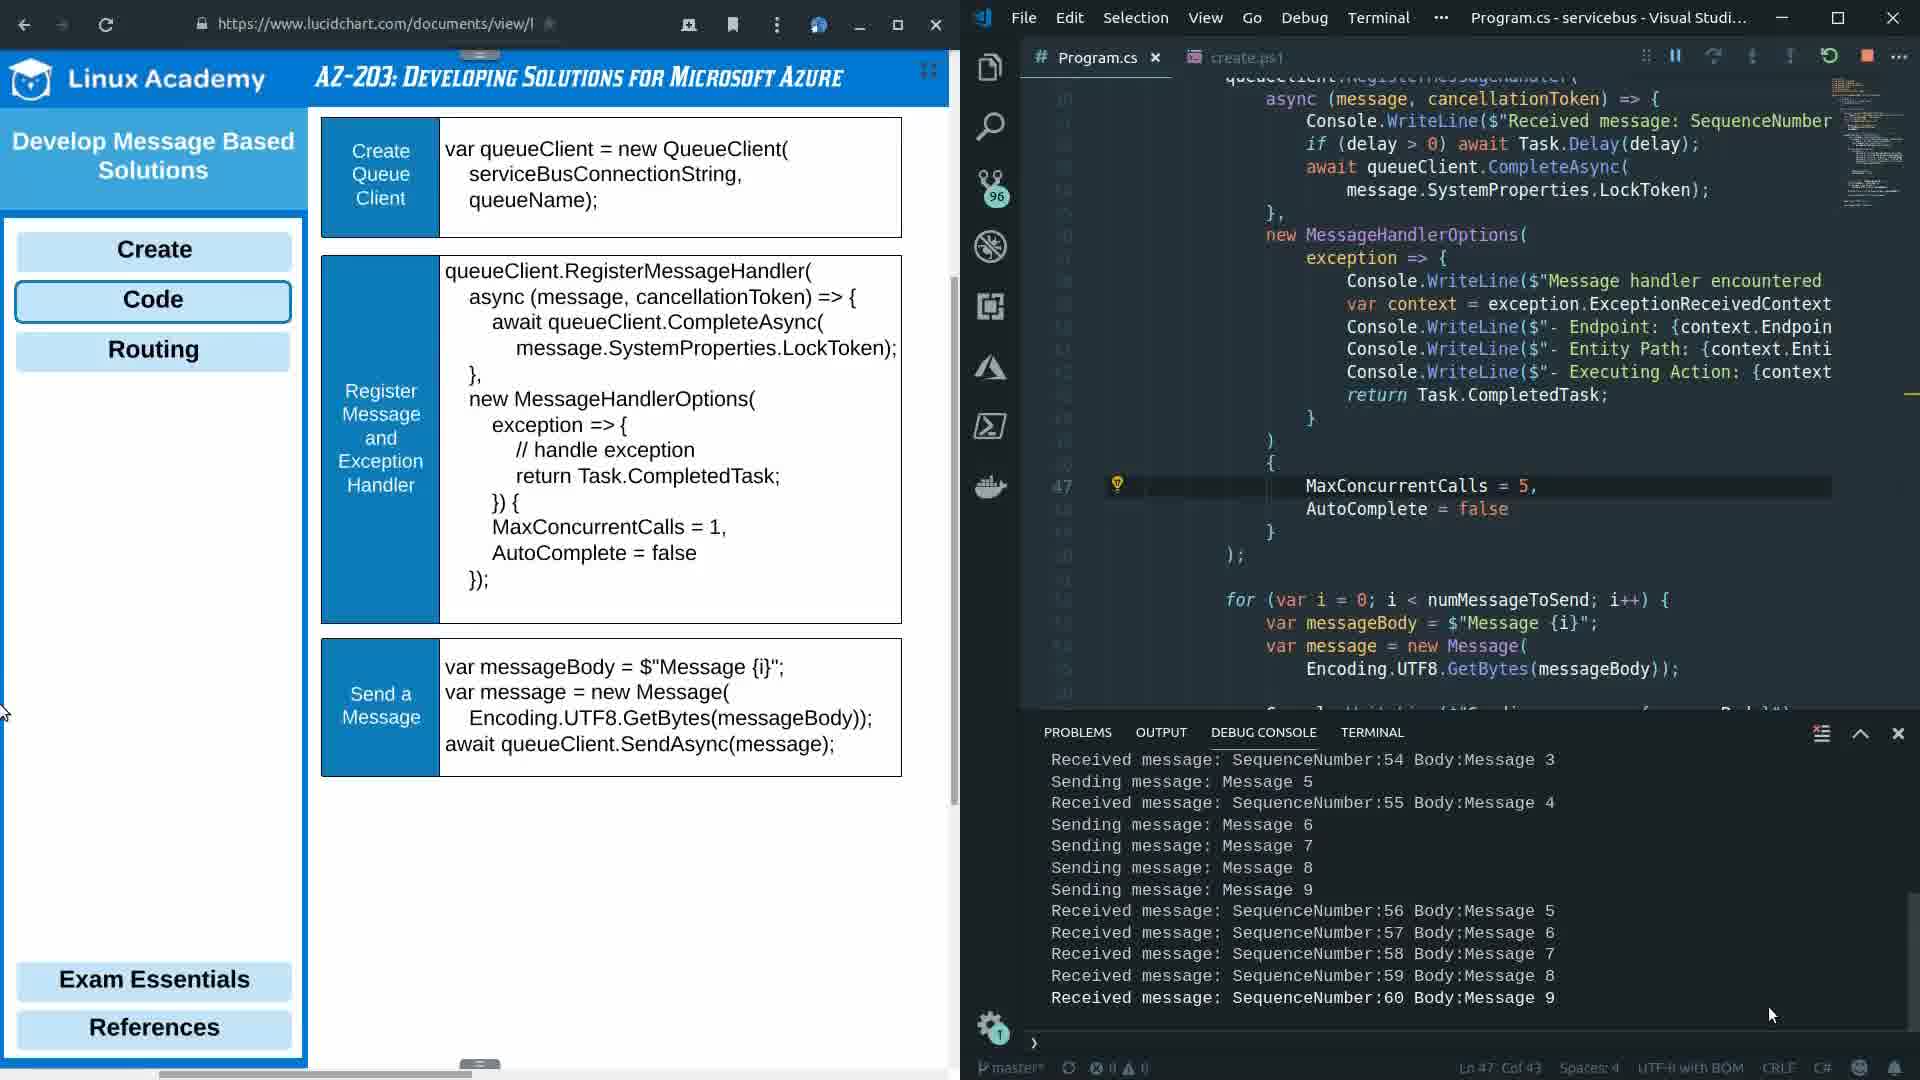 https://www.lucidchart.com/documents/view/l
Linux Academy
AZ-203: Developing Solutions for Microsoft Azure
Develop Message Based
Solutions
Create
Code
Routing
Exam Essentials
References
Create
Queue
Client
var queueClient = new QueueClient(
serviceBusConnectionString,
queueName);
Register
Message
and
Exception
Handler
queueClient.RegisterMessageHandler(
async (message, cancellationToken) => {
await queueClient.CompleteAsync(
message.SystemProperties.LockToken);
},
new MessageHandlerOptions(
exception => {
// handle exception
return Task.CompletedTask;
}) {
MaxConcurrentCalls = 1,
AutoComplete = false
});
Send a
Message
var messageBody = $"Message {i}";
var message = new Message(
Encoding.UTF8.GetBytes(messageBody));
await queueClient.SendAsync(message);
File Edit Selection View Go Debug Terminal ··· Program.cs - servicebus - Visual Studi...
# Program.cs create.ps1
96
queueClient.RegisterMessageHandler(
async (message, cancellationToken) => {
Console.WriteLine($"Received message: SequenceNumber
if (delay > 0) await Task.Delay(delay);
await queueClient.CompleteAsync(
message.SystemProperties.LockToken);
},
new MessageHandlerOptions(
exception => {
Console.WriteLine($"Message handler encountered
var context = exception.ExceptionReceivedContext
Console.WriteLine($"- Endpoint: {context.Endpoin
Console.WriteLine($"- Entity Path: {context.Enti
Console.WriteLine($"- Executing Action: {context
return Task.CompletedTask;
}
)
{
47 MaxConcurrentCalls = 5,
AutoComplete = false
}
);
for (var i = 0; i < numMessageToSend; i++) {
var messageBody = $"Message {i}";
var message = new Message(
Encoding.UTF8.GetBytes(messageBody));
PROBLEMS OUTPUT DEBUG CONSOLE TERMINAL
Received message: SequenceNumber:54 Body:Message 3
Sending message: Message 5
Received message: SequenceNumber:55 Body:Message 4
Sending message: Message 6
Sending message: Message 7
Sending message: Message 8
Sending message: Message 9
Received message: SequenceNumber:56 Body:Message 5
Received message: SequenceNumber:57 Body:Message 6
Received message: SequenceNumber:58 Body:Message 7
Received message: SequenceNumber:59 Body:Message 8
Received message: SequenceNumber:60 Body:Message 9
1
master* 0 0 Ln 47, Col 43 Spaces: 4 UTF-8 with BOM CRLF C#